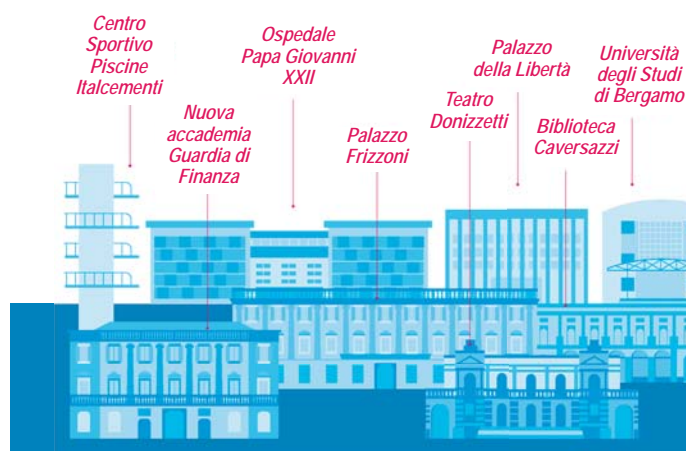 Centro
Sportivo
Piscine
Italcementi
Nuova
accademia
Guardia di
Finanza
Ospedale
Papa Giovanni
XXII
Palazzo
Frizzoni
Teatro
Donizzetti
Palazzo
della Libertà
Biblioteca
Caversazzi
Università
degli Studi
di Bergamo